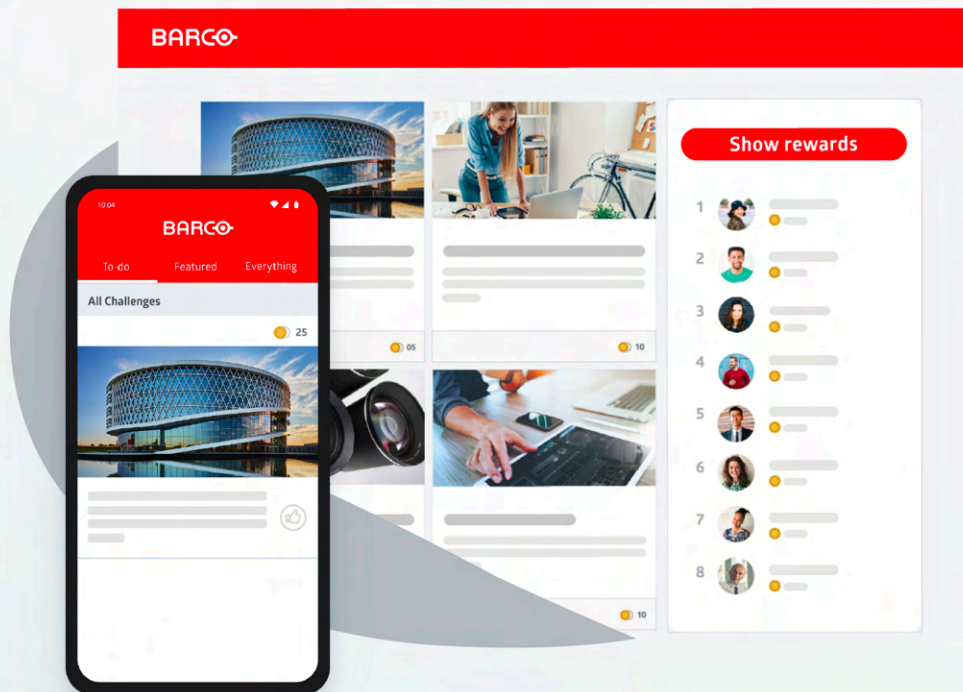 BARCO
Show rewards
1
2
3
4
5
6
7
8
05
10
10
10:04
BARCO
To-do
Featured
Everything
All Challenges
25